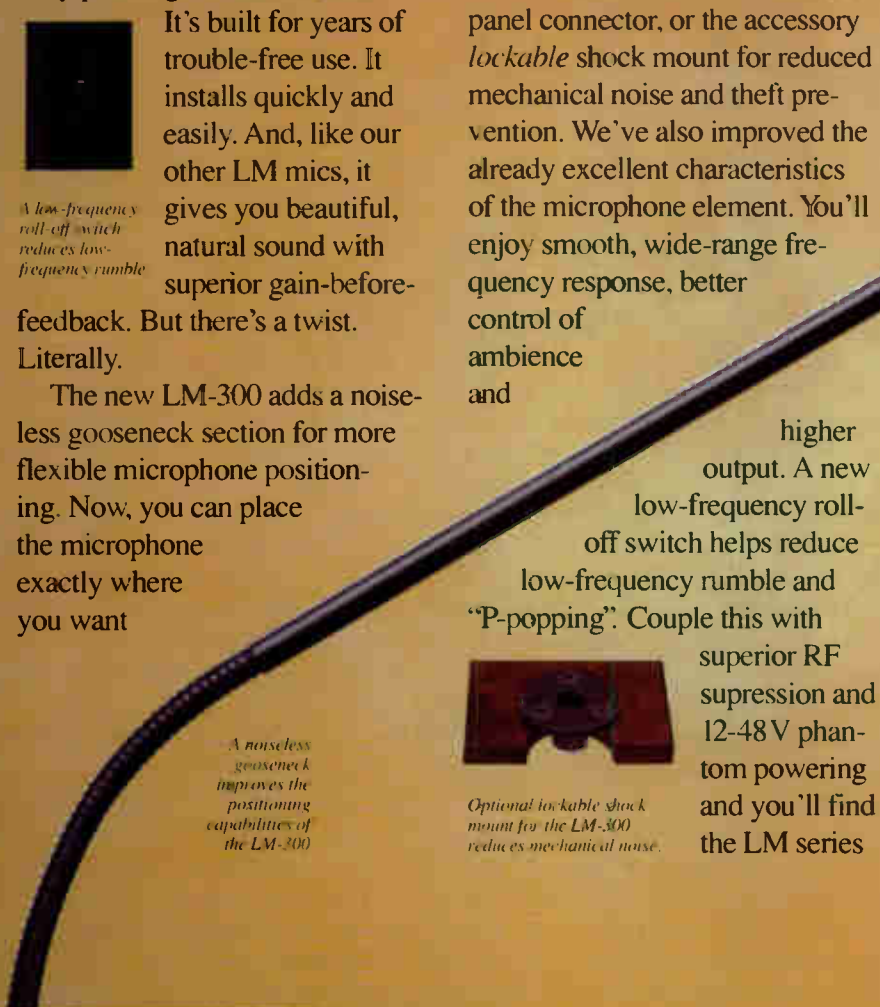 It's built for years of
trouble-free use. It
installs quickly and
easily. And, like our
other LM mics, it
gives you beautiful,
natural sound with
superior gain-before-
feedback. But there's a twist.
Literally.
The new LM-300 adds a noise-
less gooseneck section for more
flexible microphone position-
ing. Now, you can place
the microphone
exactly where
you want
A low-frequency
roll-off switch
reduces low-
frequency rumble
A noiseless
gooseneck
improves the
positioning
capabilities of
the LM-300
panel connector, or the accessory
lockable shock mount for reduced
mechanical noise and theft pre-
vention. We've also improved the
already excellent characteristics
of the microphone element. You'll
enjoy smooth, wide-range fre-
quency response, better
control of
ambience
and
higher
output. A new
low-frequency roll-
off switch helps reduce
low-frequency rumble and
“P-popping”. Couple this with
superior RF
supression and
12-48 V phan-
tom powering
and you'll find
the LM series
Optional lockable shock
mount for the LM-300
reduces mechanical noise.